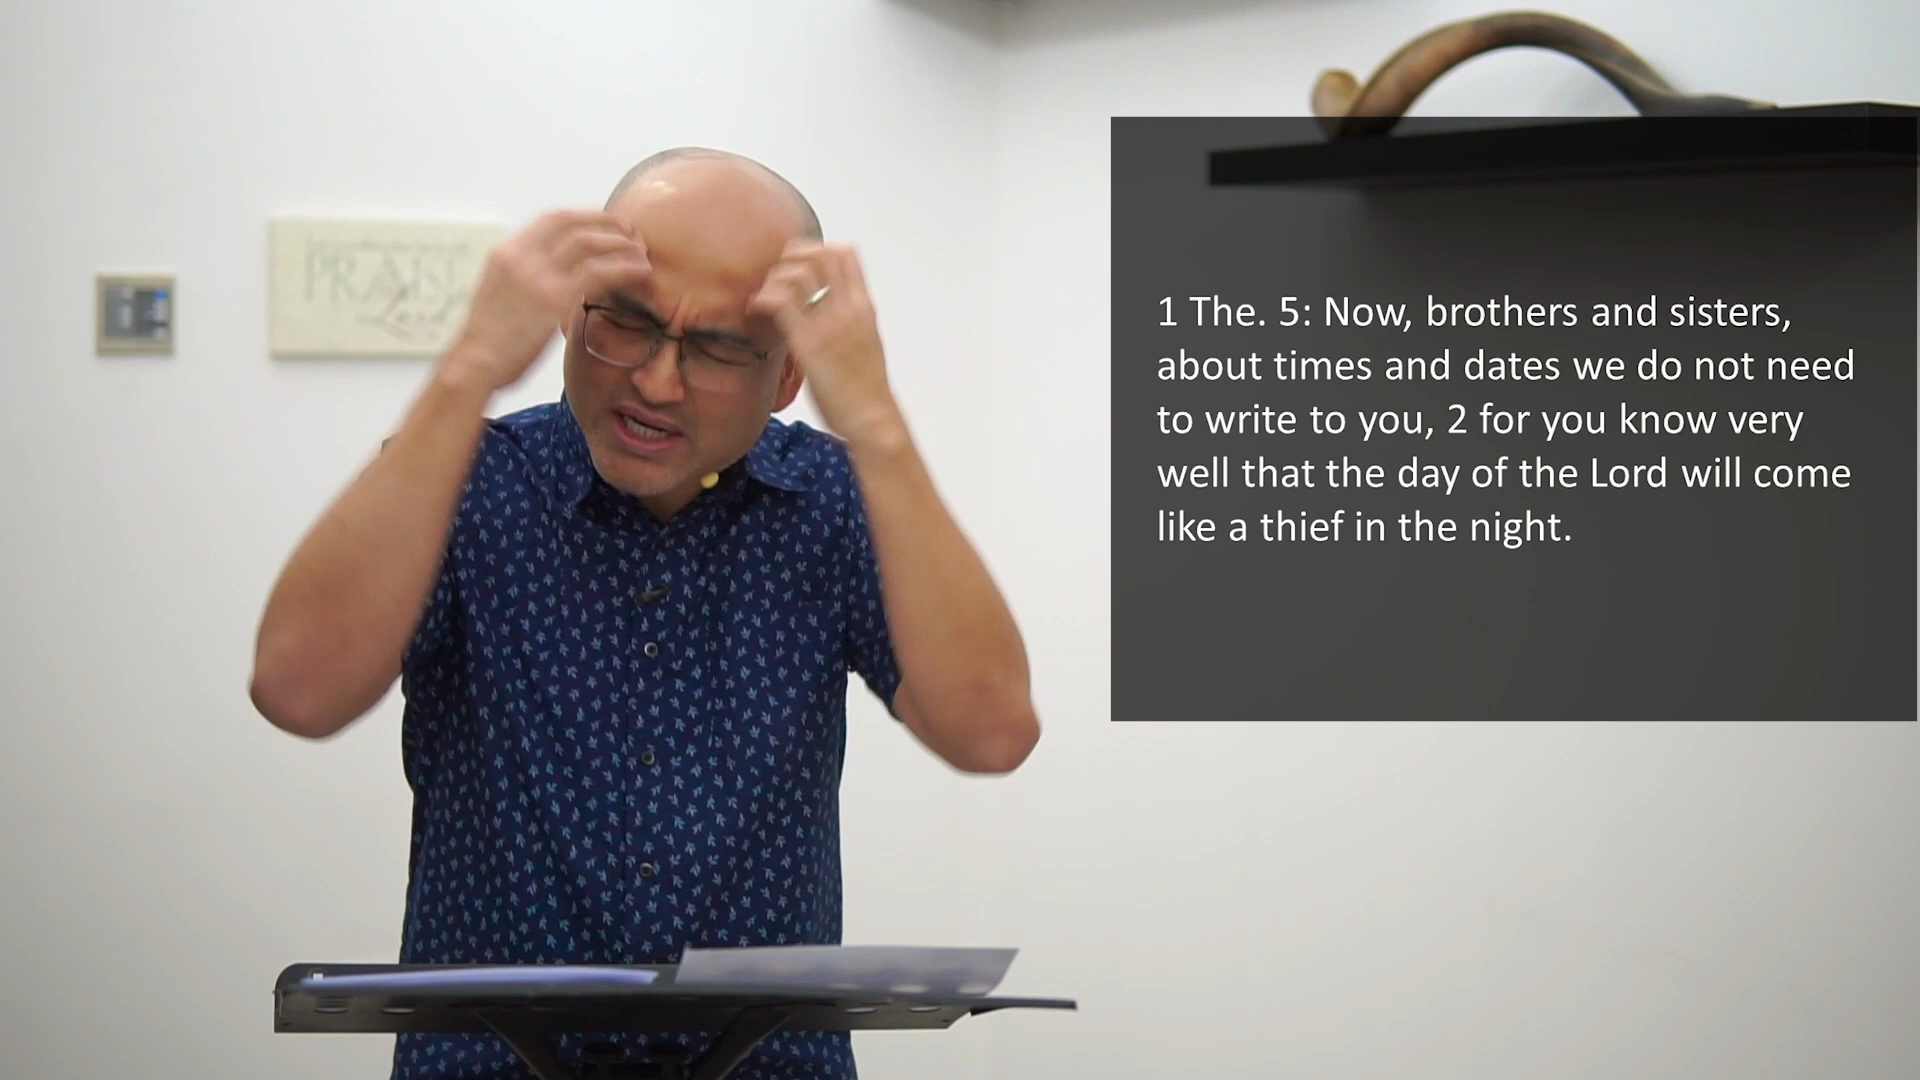 PRAISE
Lord
1 The. 5: Now, brothers and sisters,
about times and dates we do not need
to write to you, 2 for you know very
well that the day of the Lord will come
like a thief in the night.